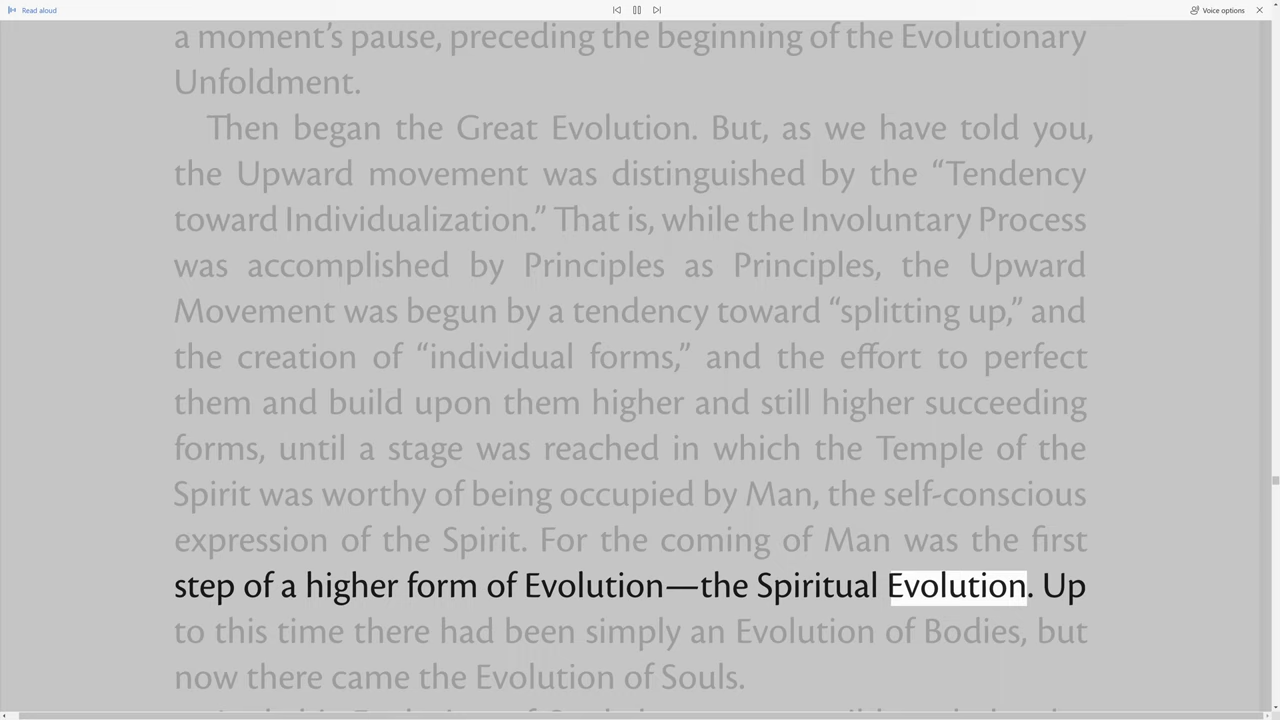 Read aloud
Voice options
a moment’s pause, preceding the beginning of the Evolutionary
Unfoldment.
Then began the Great Evolution. But, as we have told you,
the Upward movement was distinguished by the “Tendency
toward Individualization.” That is, while the Involuntary Process
was accomplished by Principles as Principles, the Upward
Movement was begun by a tendency toward “splitting up,” and
the creation of “individual forms,” and the effort to perfect
them and build upon them higher and still higher succeeding
forms, until a stage was reached in which the Temple of the
Spirit was worthy of being occupied by Man, the self-conscious
expression of the Spirit. For the coming of Man was the first
step of a higher form of Evolution—the Spiritual Evolution. Up
to this time there had been simply an Evolution of Bodies, but
now there came the Evolution of Souls.